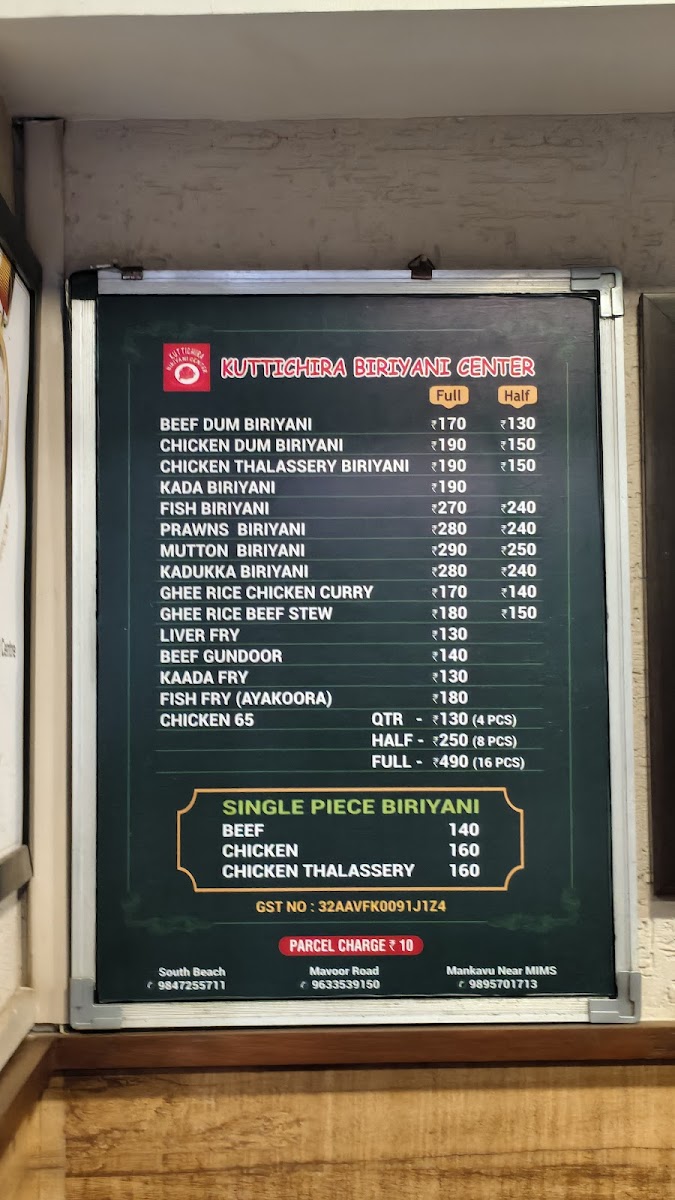 KUTTICHIRA
BIRIYANI CENTER
KUTTICHIRA BIRIYANI CENTER
Full Half
BEEF DUM BIRIYANI ₹170 ₹130
CHICKEN DUM BIRIYANI ₹190 ₹150
CHICKEN THALASSERY BIRIYANI ₹190 ₹150
KADA BIRIYANI ₹190
FISH BIRIYANI ₹270 ₹240
PRAWNS BIRIYANI ₹280 ₹240
MUTTON BIRIYANI ₹290 ₹250
KADUKKA BIRIYANI ₹280 ₹240
GHEE RICE CHICKEN CURRY ₹170 ₹140
GHEE RICE BEEF STEW ₹180 ₹150
LIVER FRY ₹130
BEEF GUNDOOR ₹140
KAADA FRY ₹130
FISH FRY (AYAKOORA) ₹180
CHICKEN 65 QTR - ₹130 (4 PCS)
HALF - ₹250 (8 PCS)
FULL - ₹490 (16 PCS)
SINGLE PIECE BIRIYANI
BEEF 140
CHICKEN 160
CHICKEN THALASSERY 160
GST NO : 32AAVFK0091J1Z4
PARCEL CHARGE ₹ 10
South Beach Mavoor Road Mankavu Near MIMS
✆ 9847255711 ✆ 9633539150 ✆ 9895701713
Centre